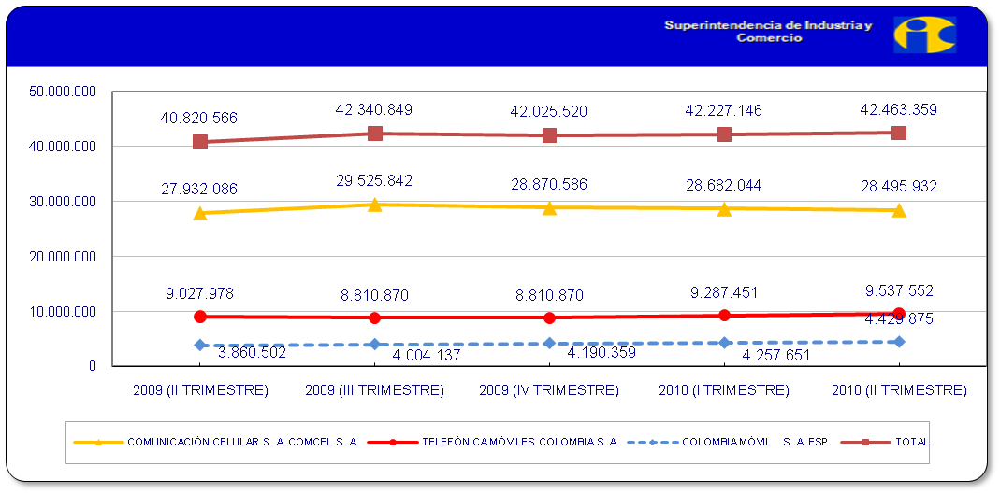 Superintendencia de Industria y
Comercio
50.000.000
40.000.000
30.000.000
20.000.000
10.000.000
0
40.820.566
42.340.849
42.025.520
42.227.146
42.463.359
27.932.086
29.525.842
28.870.586
28.682.044
28.495.932
9.027.978
8.810.870
8.810.870
9.287.451
9.537.552
3.860.502
4.004.137
4.190.359
4.257.651
4.429.875
2009 (II TRIMESTRE)
2009 (III TRIMESTRE)
2009 (IV TRIMESTRE)
2010 (I TRIMESTRE)
2010 (II TRIMESTRE)
COMUNICACIÓN CELULAR S. A. COMCEL S. A.
TELEFÓNICA MÓVILES COLOMBIA S. A.
COLOMBIA MÓVIL S. A. ESP.
TOTAL